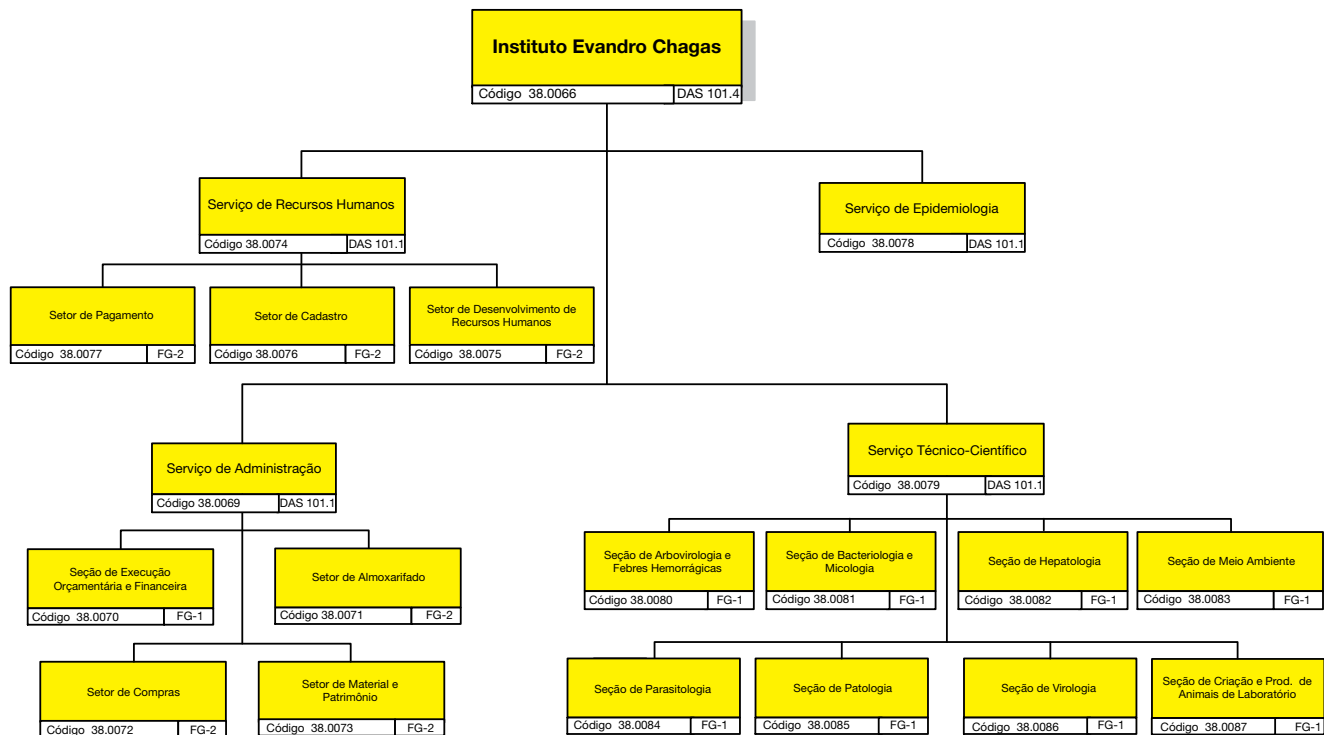 Instituto Evandro Chagas
Código 38.0066 DAS 101.4
Serviço de Recursos Humanos
Código 38.0074 DAS 101.1
Serviço de Epidemiologia
Código 38.0078 DAS 101.1
Setor de Pagamento
Código 38.0077 FG-2
Setor de Cadastro
Código 38.0076 FG-2
Setor de Desenvolvimento de
Recursos Humanos
Código 38.0075 FG-2
Serviço de Administração
Código 38.0069 DAS 101.1
Serviço Técnico-Científico
Código 38.0079 DAS 101.1
Seção de Execução
Orçamentária e Financeira
Código 38.0070 FG-1
Setor de Almoxarifado
Código 38.0071 FG-2
Seção de Arbovirologia e
Febres Hemorrágicas
Código 38.0080 FG-1
Seção de Bacteriologia e
Micologia
Código 38.0081 FG-1
Seção de Hepatologia
Código 38.0082 FG-1
Seção de Meio Ambiente
Código 38.0083 FG-1
Setor de Compras
Código 38.0072 FG-2
Setor de Material e
Patrimônio
Código 38.0073 FG-2
Seção de Parasitologia
Código 38.0084 FG-1
Seção de Patologia
Código 38.0085 FG-1
Seção de Virologia
Código 38.0086 FG-1
Seção de Criação e Prod. de
Animais de Laboratório
Código 38.0087 FG-1